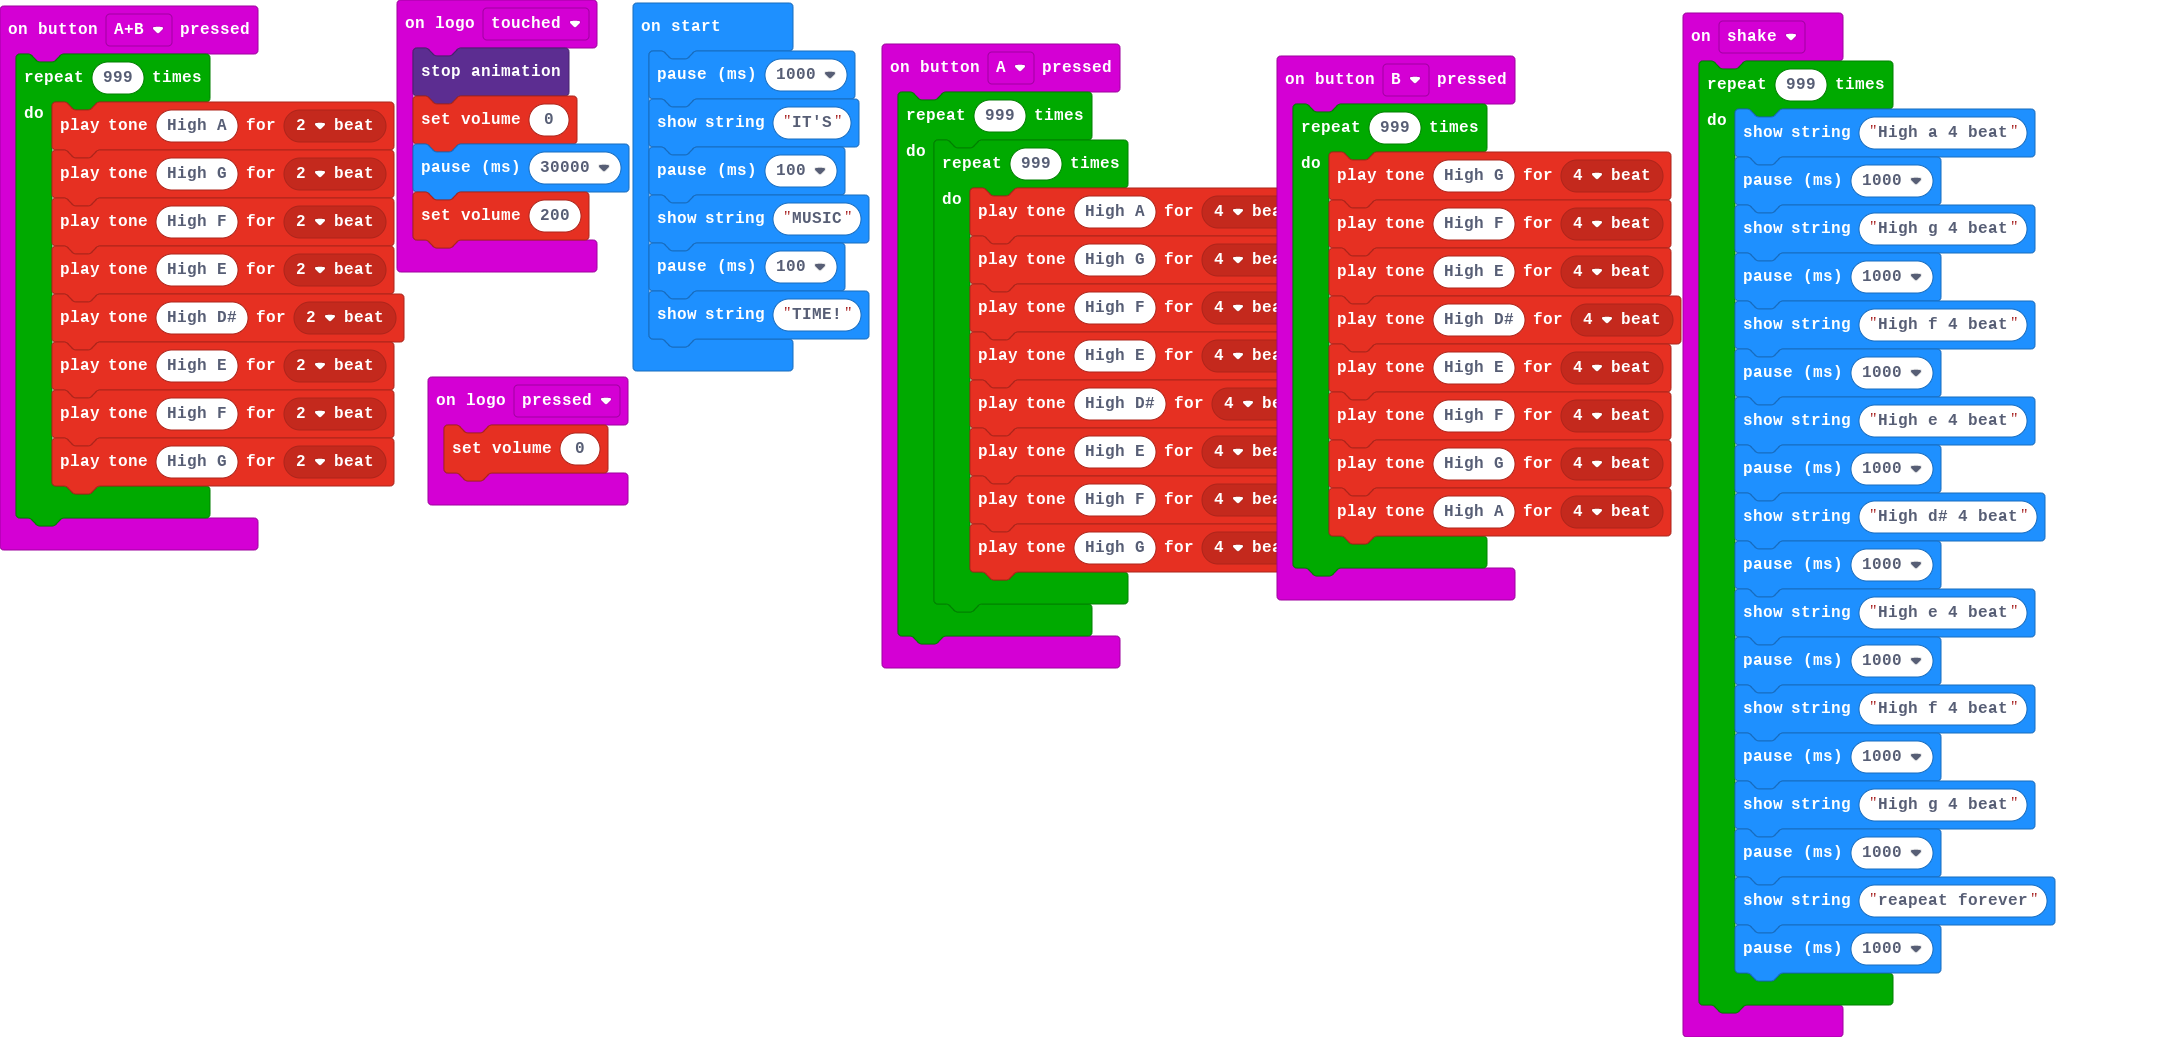 on button A+B pressed
repeat 999 times
do
play tone High A for 2 beat
play tone High G for 2 beat
play tone High F for 2 beat
play tone High E for 2 beat
play tone High D# for 2 beat
play tone High E for 2 beat
play tone High F for 2 beat
play tone High G for 2 beat
on logo touched
stop animation
set volume 0
pause (ms) 30000
set volume 200
on logo pressed
set volume 0
on start
pause (ms) 1000
show string "IT'S"
pause (ms) 100
show string "MUSIC"
pause (ms) 100
show string "TIME!"
on button A pressed
repeat 999 times
do
repeat 999 times
do
play tone High A for 4 bea
play tone High G for 4 bea
play tone High F for 4 bea
play tone High E for 4 bea
play tone High D# for 4 be
play tone High E for 4 bea
play tone High F for 4 bea
play tone High G for 4 bea
on button B pressed
repeat 999 times
do
play tone High G for 4 beat
play tone High F for 4 beat
play tone High E for 4 beat
play tone High D# for 4 beat
play tone High E for 4 beat
play tone High F for 4 beat
play tone High G for 4 beat
play tone High A for 4 beat
on shake
repeat 999 times
do
show string "High a 4 beat"
pause (ms) 1000
show string "High g 4 beat"
pause (ms) 1000
show string "High f 4 beat"
pause (ms) 1000
show string "High e 4 beat"
pause (ms) 1000
show string "High d# 4 beat"
pause (ms) 1000
show string "High e 4 beat"
pause (ms) 1000
show string "High f 4 beat"
pause (ms) 1000
show string "High g 4 beat"
pause (ms) 1000
show string "reapeat forever"
pause (ms) 1000